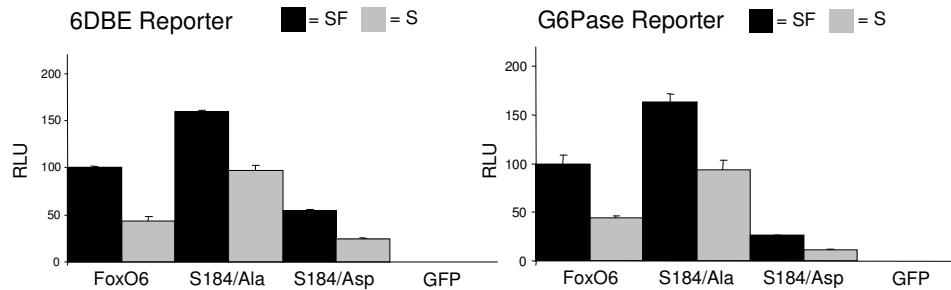 6DBE Reporter
= SF = S
RLU
200
150
100
50
0
FoxO6 S184/Ala S184/Asp GFP
G6Pase Reporter
= SF = S
RLU
200
150
100
50
0
FoxO6 S184/Ala S184/Asp GFP